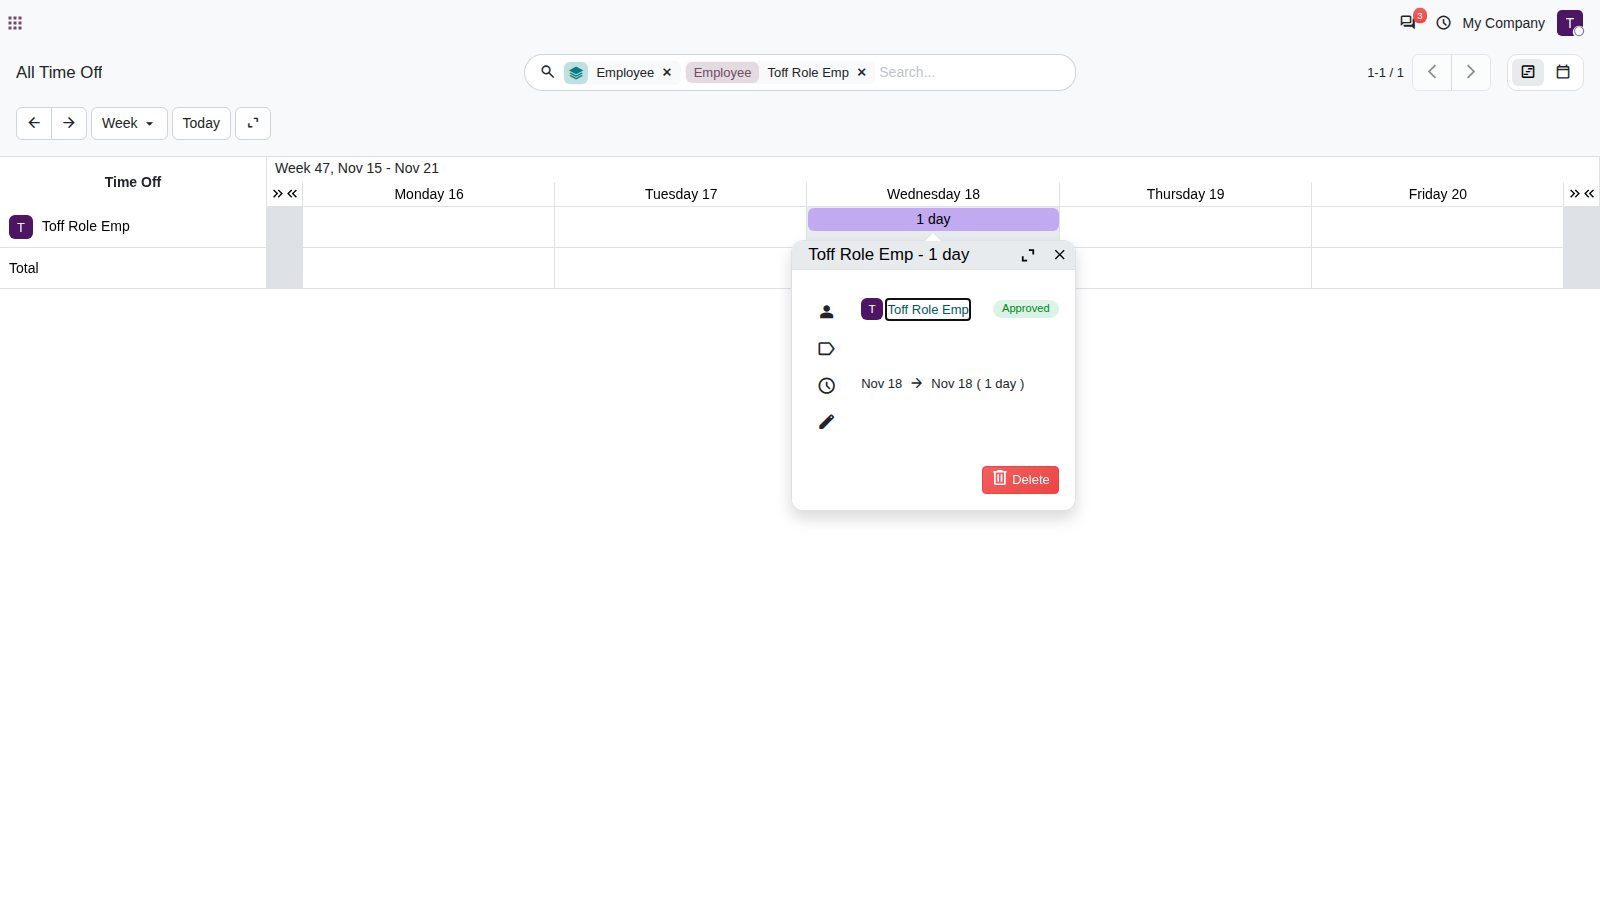 3
My Company
T
All Time Off
Employee
Employee Toff Role Emp
Search...
1-1 / 1
Week
Today
Time Off
Week 47, Nov 15 - Nov 21
Monday 16
Tuesday 17
Wednesday 18
Thursday 19
Friday 20
T Toff Role Emp
1 day
Total
Toff Role Emp - 1 day
T Toff Role Emp Approved
Nov 18 → Nov 18 ( 1 day )
Delete